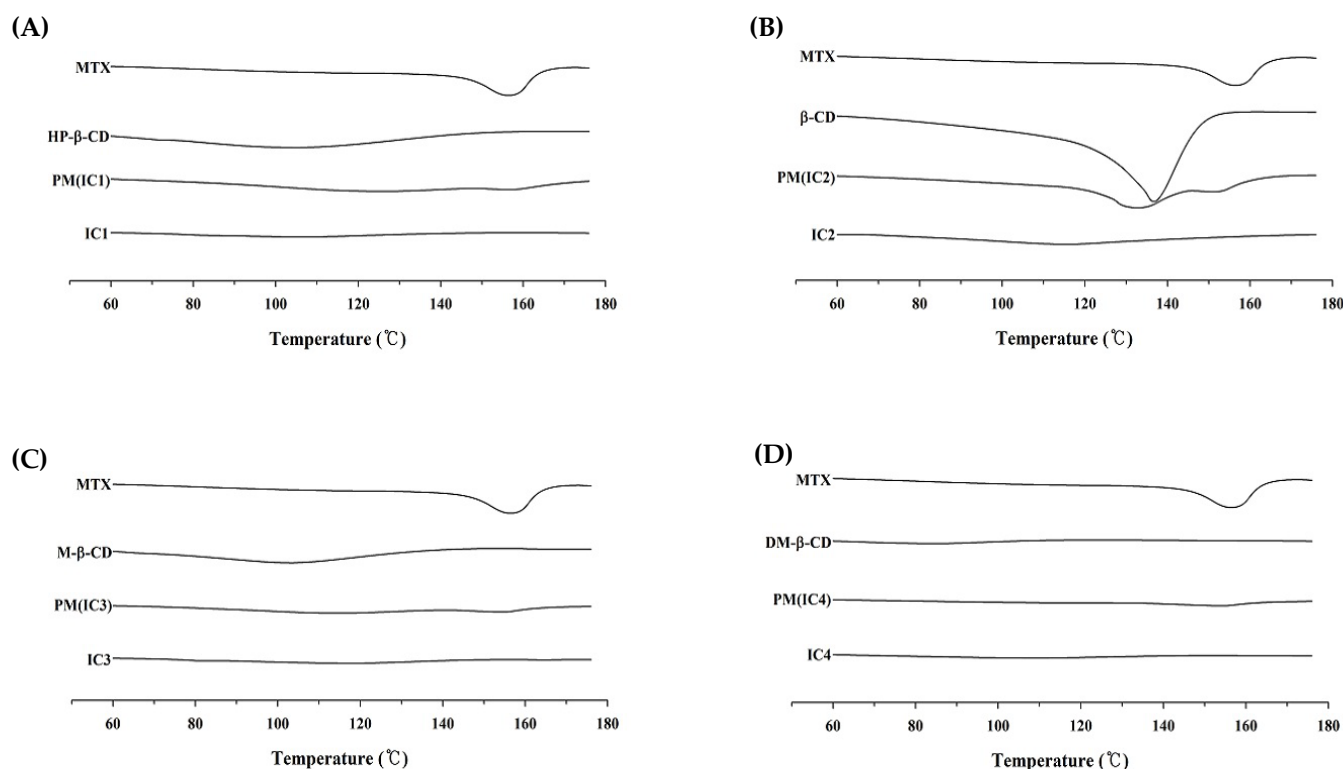 (A)
MTX
HP-β-CD
PM(IC1)
IC1
60 80 100 120 140 160 180
Temperature (℃)
(B)
MTX
β-CD
PM(IC2)
IC2
60 80 100 120 140 160 180
Temperature (℃)
(C)
MTX
M-β-CD
PM(IC3)
IC3
60 80 100 120 140 160 180
Temperature (℃)
(D)
MTX
DM-β-CD
PM(IC4)
IC4
60 80 100 120 140 160 180
Temperature (℃)